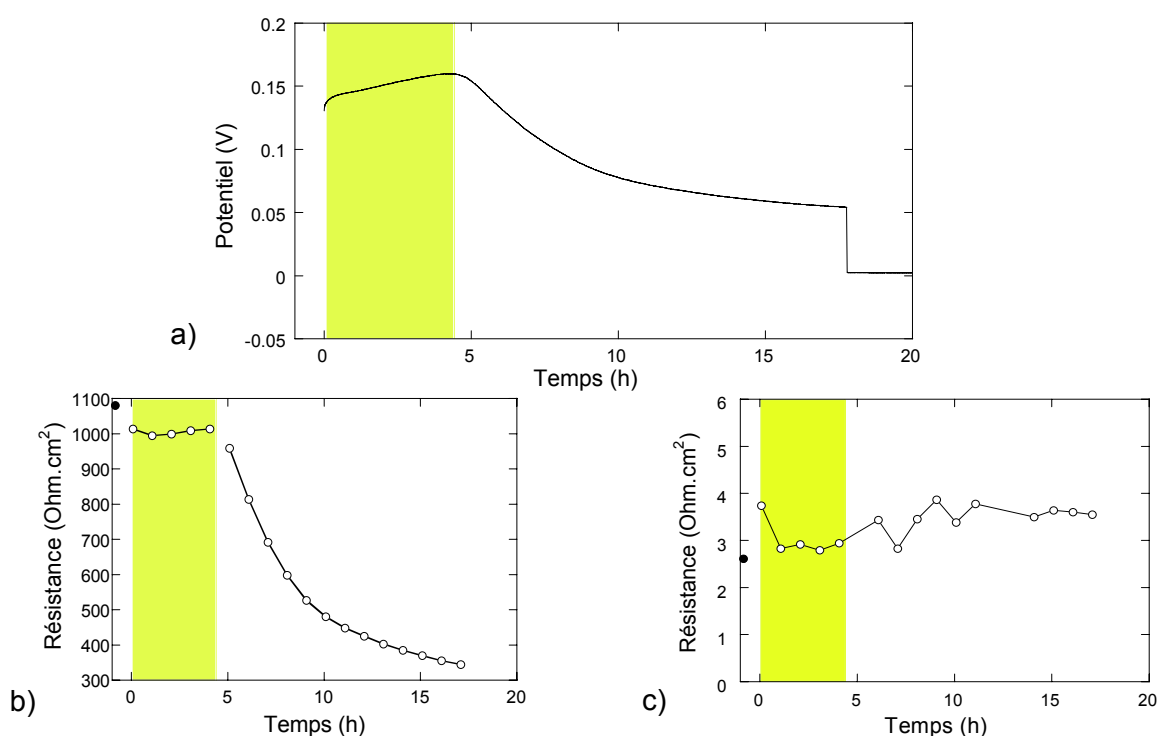 0.2
0.15
0.1
0.05
0
-0.05
Potentiel (V)
0 5 10 15 20
Temps (h)
a)
1100
1000
900
800
700
600
500
400
300
Résistance (Ohm.cm²)
0 5 10 15 20
Temps (h)
b)
6
5
4
3
2
1
0
Résistance (Ohm.cm²)
0 5 10 15 20
Temps (h)
c)